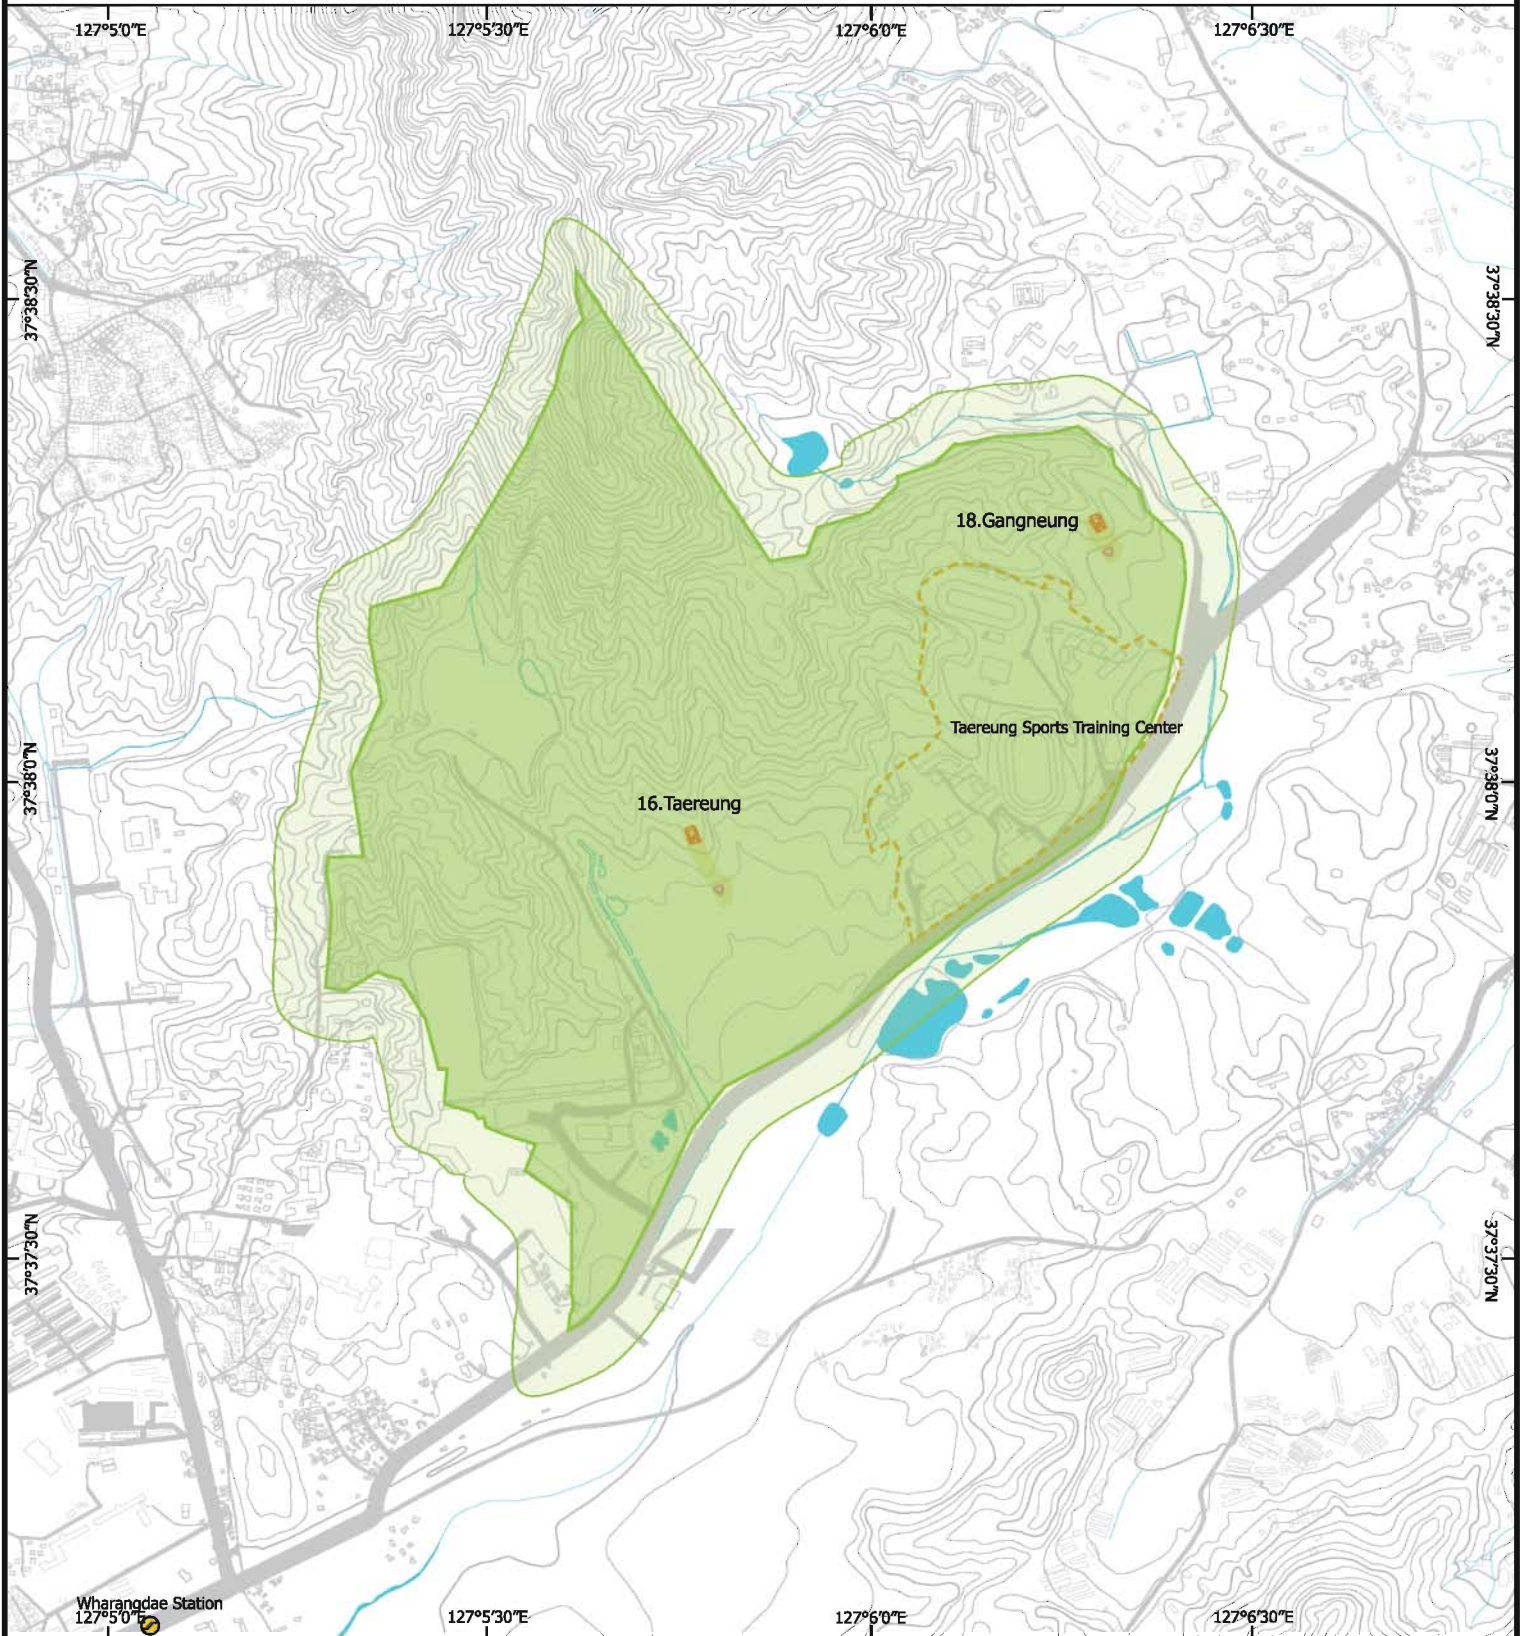 127°5'0"E
127°5'30"E
127°6'0"E
127°6'30"E
37°38'30"N
37°38'30"N
18.Gangneung
Taereung Sports Training Center
37°38'0"N
37°38'0"N
16.Taereung
37°37'30"N
37°37'30"N
Wharangdae Station
127°5'0"E
127°5'30"E
127°6'0"E
127°6'30"E